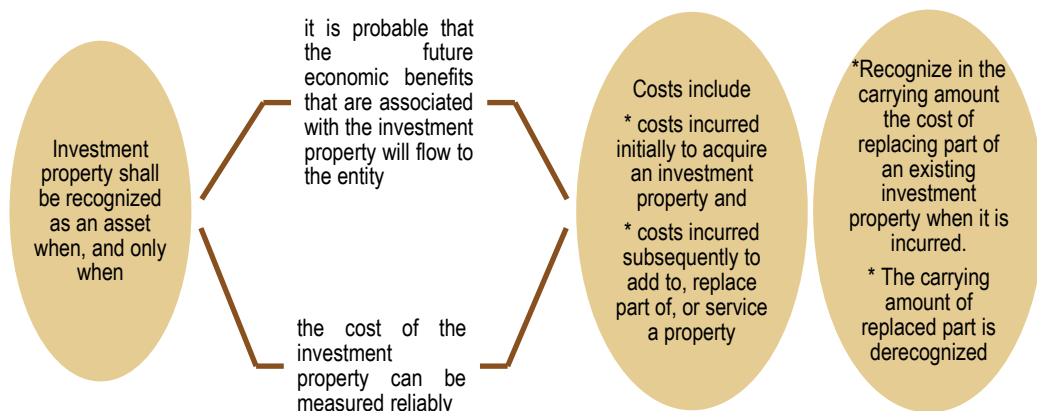 Investment
property shall
be recognized
as an asset
when, and only
when
it is probable that
the future
economic benefits
that are associated
with the investment
property will flow to
the entity
the cost of the
investment
property can be
measured reliably
Costs include
* costs incurred
initially to acquire
an investment
property and
* costs incurred
subsequently to
add to, replace
part of, or service
a property
*Recognize in the
carrying amount
the cost of
replacing part of
an existing
investment
property when it is
incurred.
* The carrying
amount of
replaced part is
derecognized